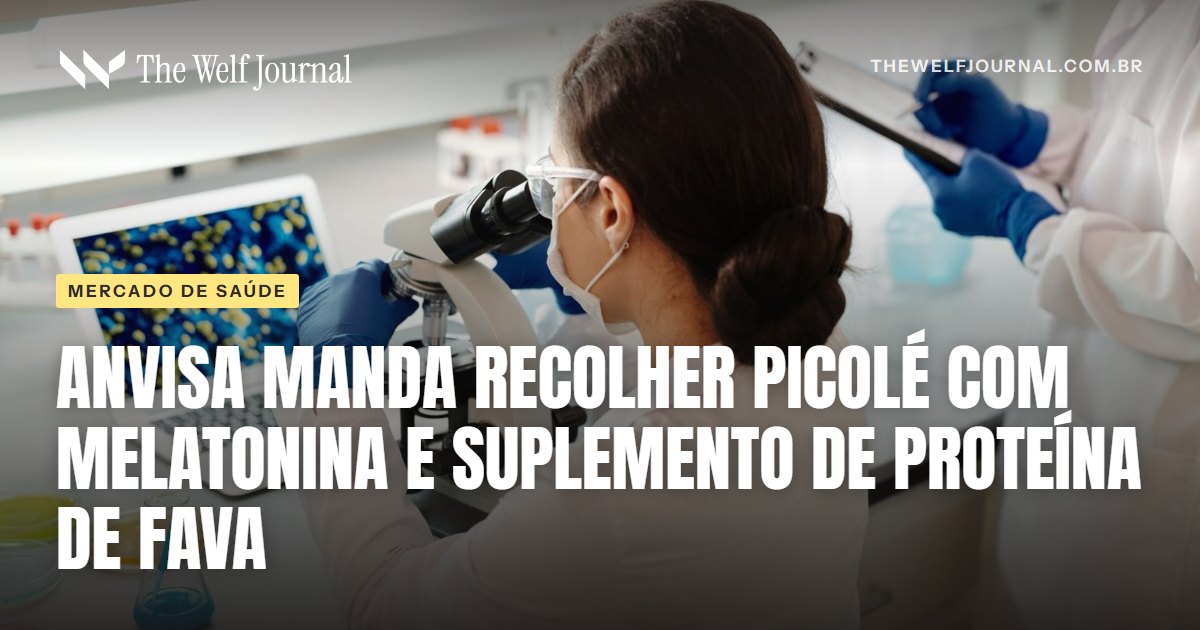 The Welf Journal
THEWELFJOURNAL.COM.BR
MERCADO DE SAÚDE
ANVISA MANDA RECOLHER PICOLÉ COM
MELATONINA E SUPLEMENTO DE PROTEÍNA
DE FAVA